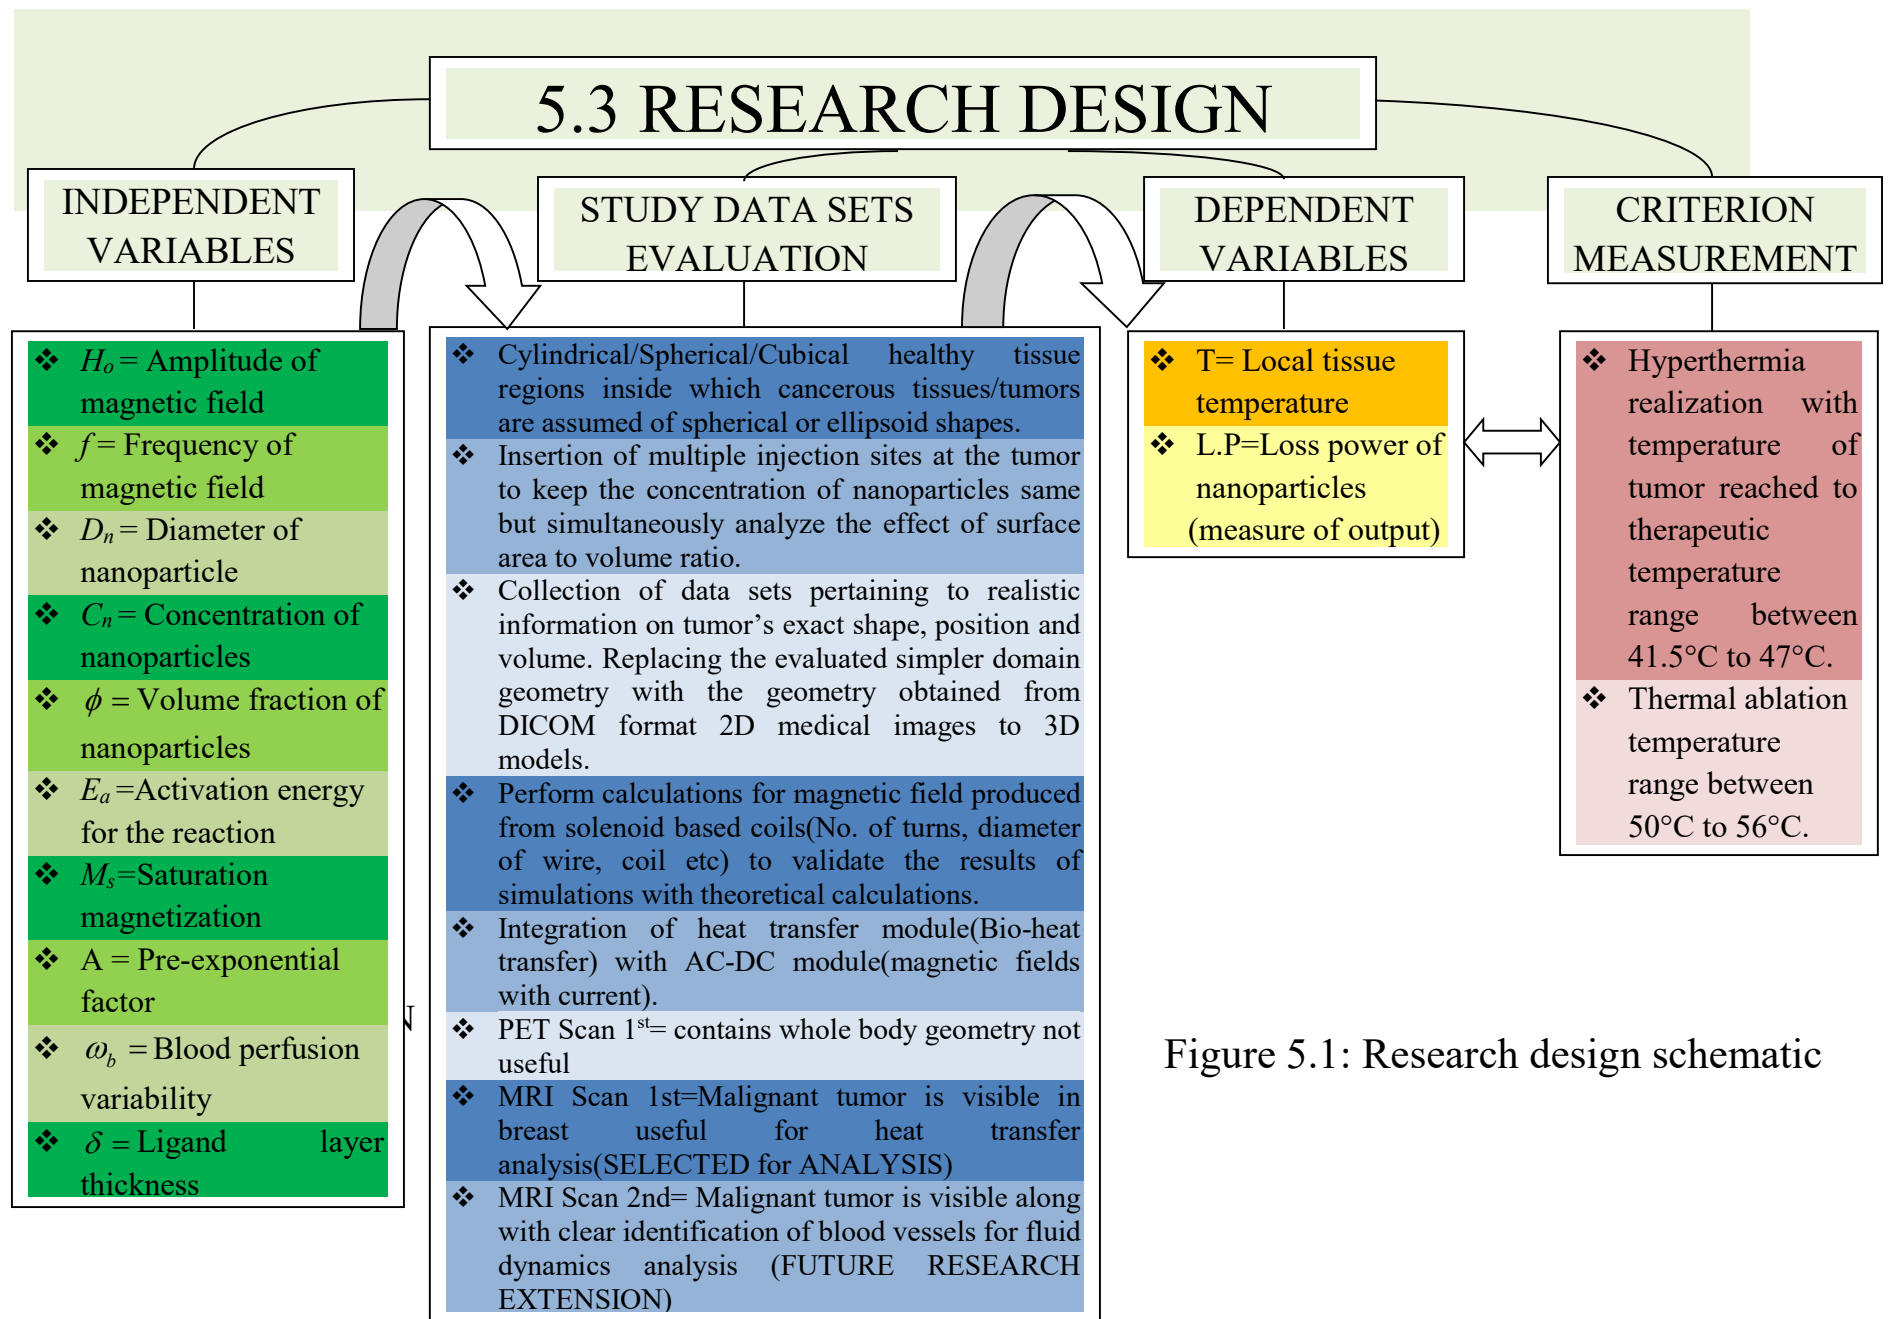 5.3 RESEARCH DESIGN
INDEPENDENT
VARIABLES
❖ Hₒ = Amplitude of
magnetic field
❖ f = Frequency of
magnetic field
❖ Dₙ = Diameter of
nanoparticle
❖ Cₙ = Concentration of
nanoparticles
❖ ϕ = Volume fraction of
nanoparticles
❖ Eₐ =Activation energy
for the reaction
❖ Mₛ=Saturation
magnetization
❖ A = Pre-exponential
factor
❖ ω_b = Blood perfusion
variability
❖ δ = Ligand layer
thickness
N
STUDY DATA SETS
EVALUATION
❖ Cylindrical/Spherical/Cubical healthy tissue
regions inside which cancerous tissues/tumors
are assumed of spherical or ellipsoid shapes.
❖ Insertion of multiple injection sites at the tumor
to keep the concentration of nanoparticles same
but simultaneously analyze the effect of surface
area to volume ratio.
❖ Collection of data sets pertaining to realistic
information on tumor’s exact shape, position and
volume. Replacing the evaluated simpler domain
geometry with the geometry obtained from
DICOM format 2D medical images to 3D
models.
❖ Perform calculations for magnetic field produced
from solenoid based coils(No. of turns, diameter
of wire, coil etc) to validate the results of
simulations with theoretical calculations.
❖ Integration of heat transfer module(Bio-heat
transfer) with AC-DC module(magnetic fields
with current).
❖ PET Scan 1ˢᵗ= contains whole body geometry not
useful
❖ MRI Scan 1st=Malignant tumor is visible in
breast useful for heat transfer
analysis(SELECTED for ANALYSIS)
❖ MRI Scan 2nd= Malignant tumor is visible along
with clear identification of blood vessels for fluid
dynamics analysis (FUTURE RESEARCH
EXTENSION)
DEPENDENT
VARIABLES
❖ T= Local tissue
temperature
❖ L.P=Loss power of
nanoparticles
(measure of output)
CRITERION
MEASUREMENT
❖ Hyperthermia
realization with
temperature of
tumor reached to
therapeutic
temperature
range between
41.5°C to 47°C.
❖ Thermal ablation
temperature
range between
50°C to 56°C.
Figure 5.1: Research design schematic